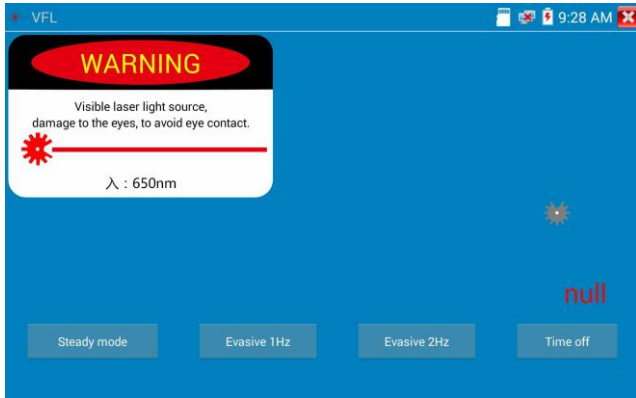 VFL
9:28 AM
WARNING
Visible laser light source,
damage to the eyes, to avoid eye contact.
入 : 650nm
null
Steady mode
Evasive 1Hz
Evasive 2Hz
Time off